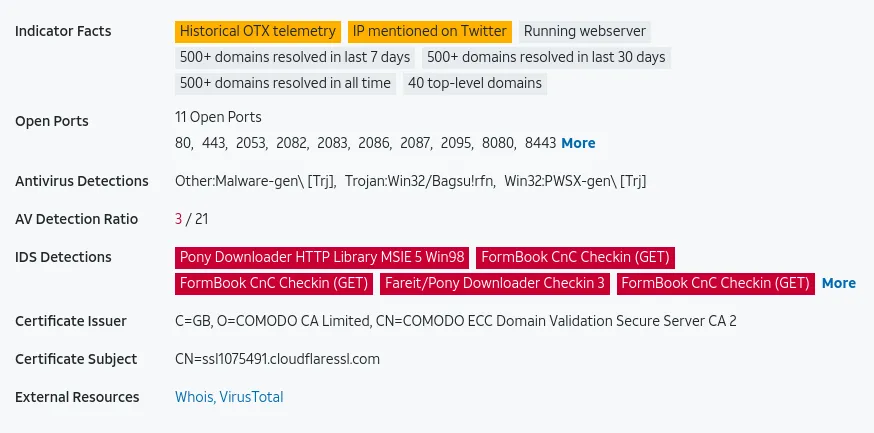 Indicator Facts Historical OTX telemetry IP mentioned on Twitter Running webserver
500+ domains resolved in last 7 days 500+ domains resolved in last 30 days
500+ domains resolved in all time 40 top-level domains
Open Ports 11 Open Ports
80, 443, 2053, 2082, 2083, 2086, 2087, 2095, 8080, 8443 More
Antivirus Detections Other:Malware-gen\ [Trj], Trojan:Win32/Bagsu!rfn, Win32:PWSX-gen\ [Trj]
AV Detection Ratio 3 / 21
IDS Detections Pony Downloader HTTP Library MSIE 5 Win98 FormBook CnC Checkin (GET)
FormBook CnC Checkin (GET) Fareit/Pony Downloader Checkin 3 FormBook CnC Checkin (GET) More
Certificate Issuer C=GB, O=COMODO CA Limited, CN=COMODO ECC Domain Validation Secure Server CA 2
Certificate Subject CN=ssl1075491.cloudflaressl.com
External Resources Whois, VirusTotal